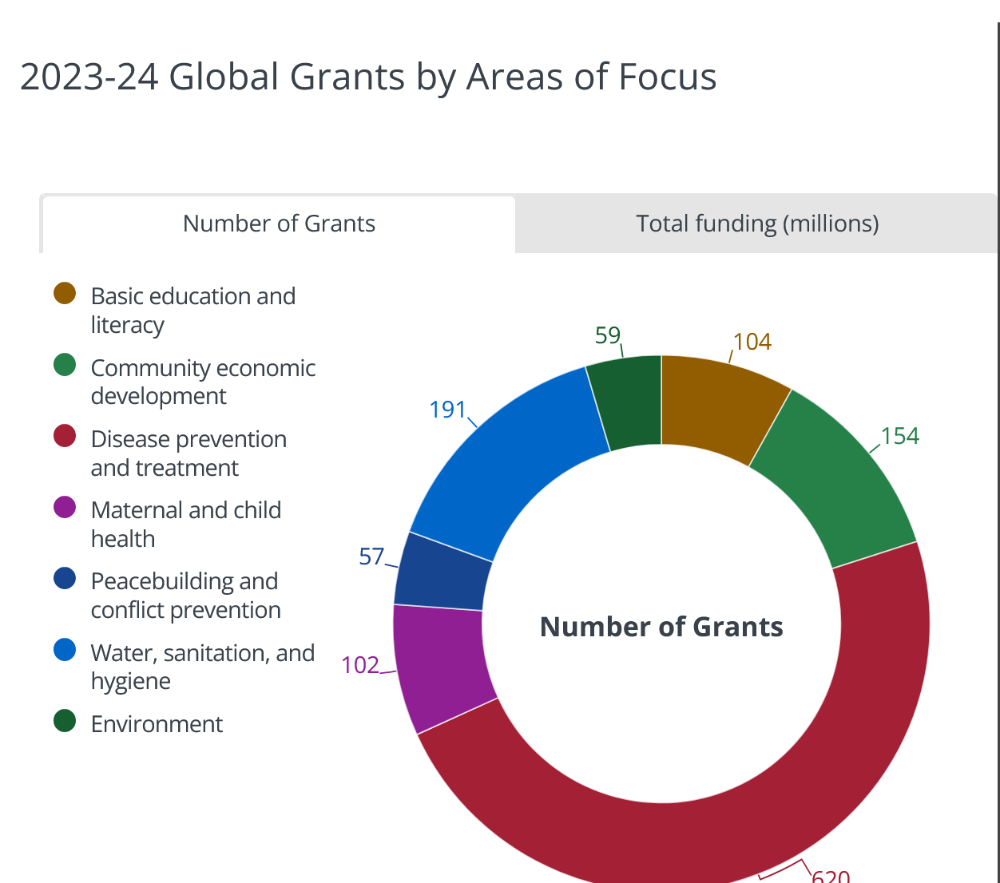 2023-24 Global Grants by Areas of Focus
Number of Grants
Total funding (millions)
Basic education and
literacy
Community economic
development
Disease prevention
and treatment
Maternal and child
health
Peacebuilding and
conflict prevention
Water, sanitation, and
hygiene
Environment
59
104
191
154
57
Number of Grants
102
620